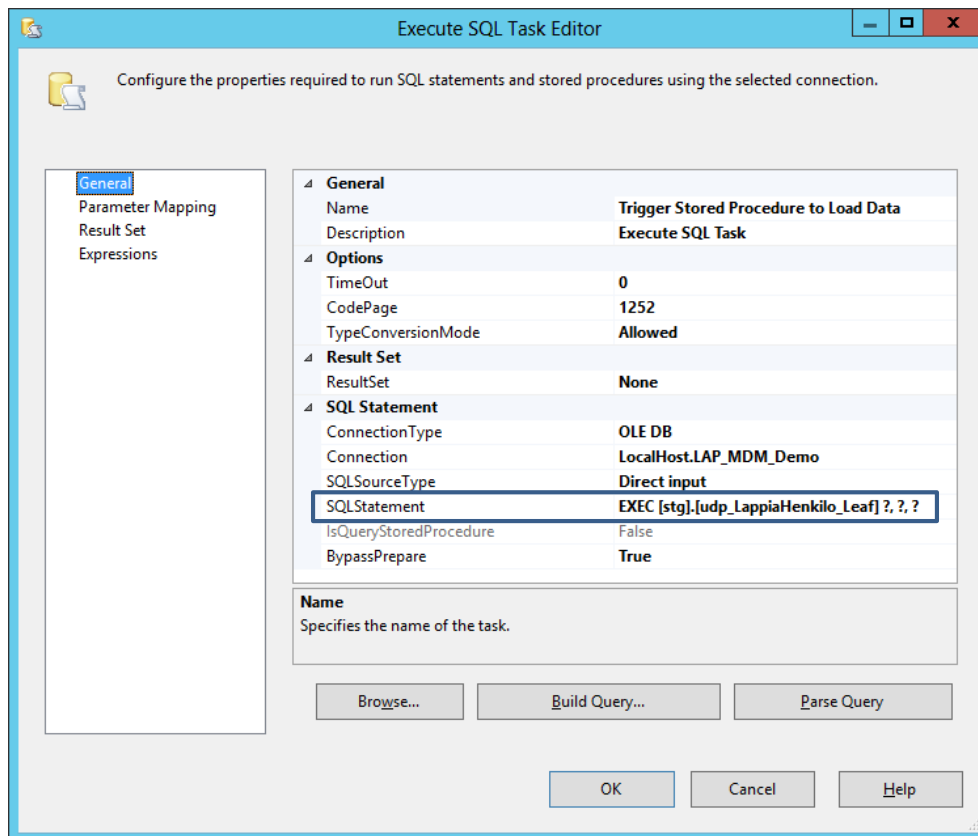 Execute SQL Task Editor
Configure the properties required to run SQL statements and stored procedures using the selected connection.
General
Parameter Mapping
Result Set
Expressions
General
Name Trigger Stored Procedure to Load Data
Description Execute SQL Task
Options
TimeOut 0
CodePage 1252
TypeConversionMode Allowed
Result Set
ResultSet None
SQL Statement
ConnectionType OLE DB
Connection LocalHost.LAP_MDM_Demo
SQLSourceType Direct input
SQLStatement EXEC [stg].[udp_LappiaHenkilo_Leaf] ?, ?, ?
IsQueryStoredProcedure False
BypassPrepare True
Name
Specifies the name of the task.
Browse... Build Query... Parse Query
OK Cancel Help